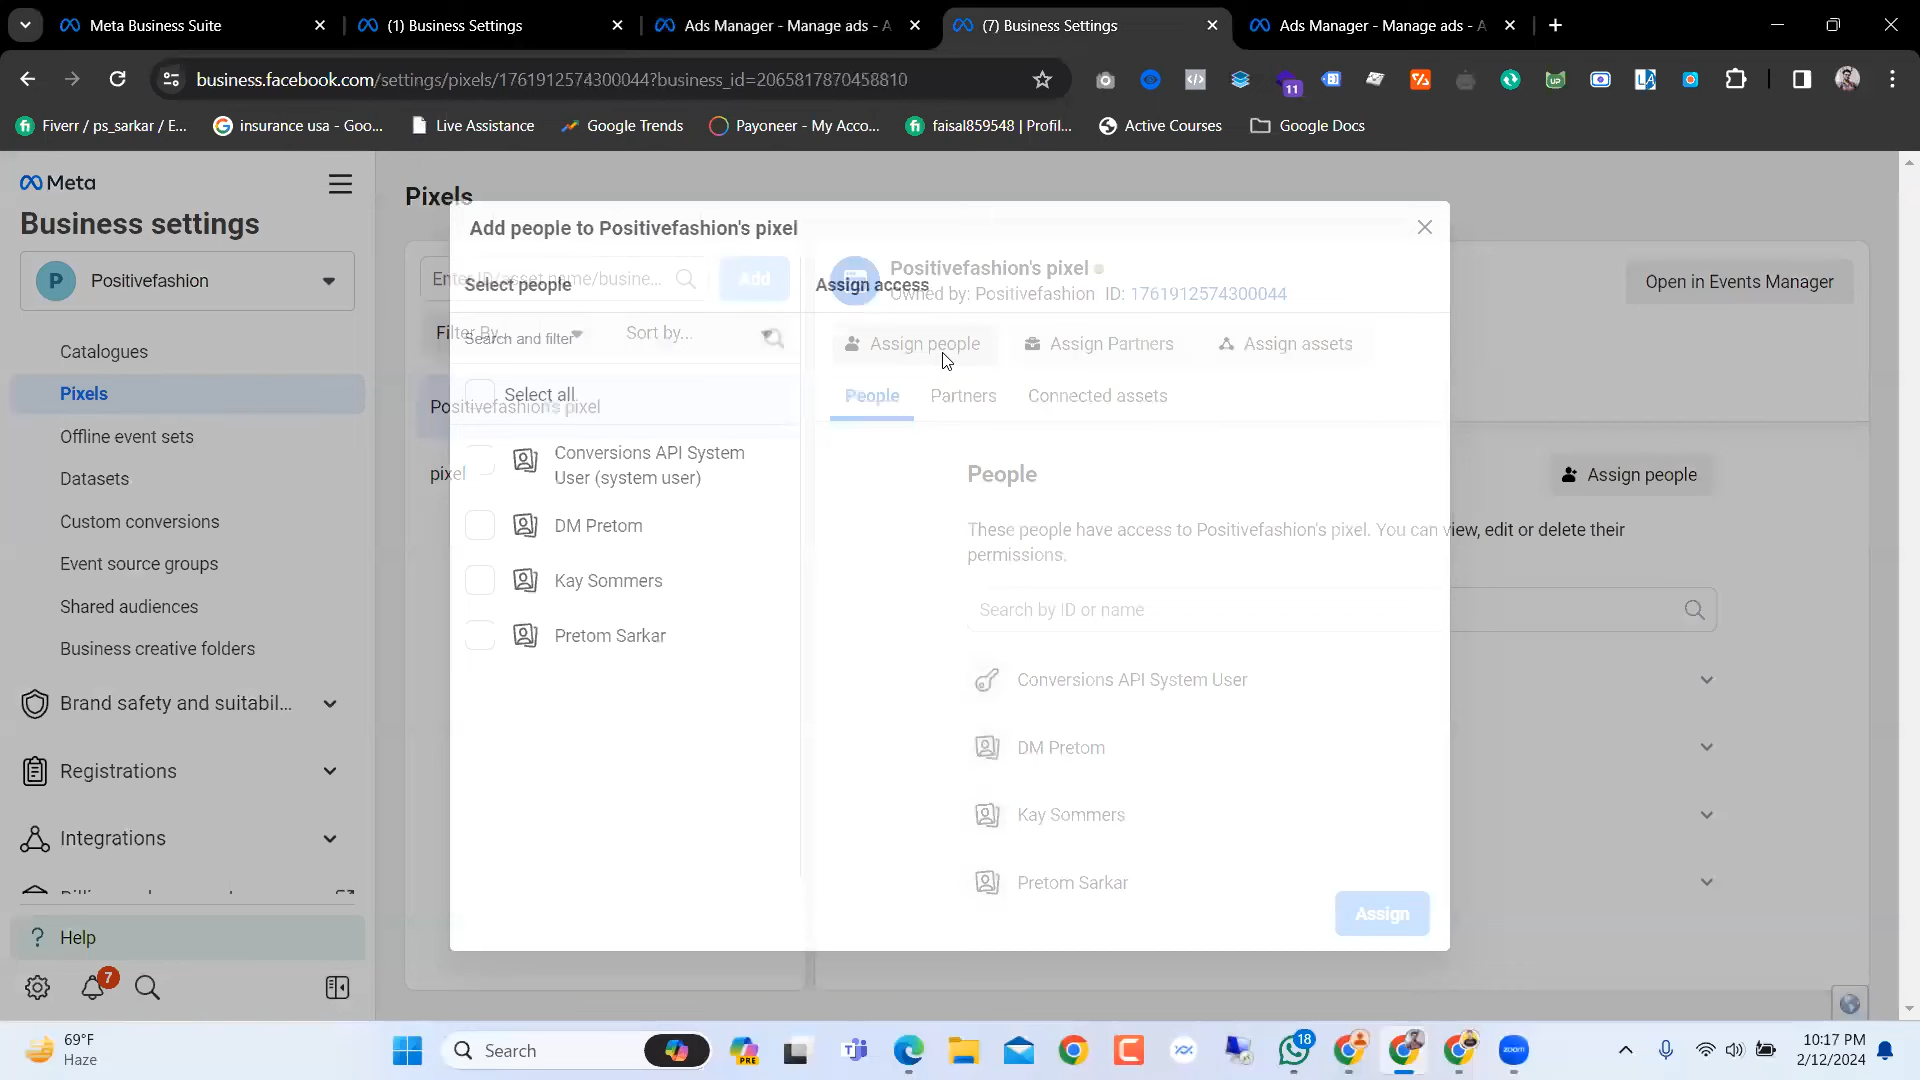 Meta Business Suite
(1) Business Settings
Ads Manager - Manage ads - A
(7) Business Settings
Ads Manager - Manage ads - A
business.facebook.com/settings/pixels/1761912574300044?business_id=2065817870458810
11
Fiverr / ps_sarkar / E...
insurance usa - Goo...
Live Assistance
Google Trends
Payoneer - My Acco...
faisal859548 | Profil...
Active Courses
Google Docs
Meta
Business settings
P
Positivefashion
Catalogues
Pixels
Offline event sets
Datasets
Custom conversions
Event source groups
Shared audiences
Business creative folders
Brand safety and suitabil...
Registrations
Integrations
Help
7
Pixels
Add people to Positivefashion's pixel
Enter ID/asset name/busine...
Add
Select people
Filter By...
Sort by...
Search and filter
Select all
Positivefashion's pixel
pixel
Conversions API System
User (system user)
DM Pretom
Kay Sommers
Pretom Sarkar
Assign access
Positivefashion's pixel
Owned by: Positivefashion ID: 1761912574300044
Open in Events Manager
Assign people
Assign Partners
Assign assets
People
Partners
Connected assets
People
Assign people
These people have access to Positivefashion's pixel. You can view, edit or delete their
permissions.
Search by ID or name
Conversions API System User
DM Pretom
Kay Sommers
Pretom Sarkar
Assign
69°F
Haze
Search
PRE
18
zoom
10:17 PM
2/12/2024